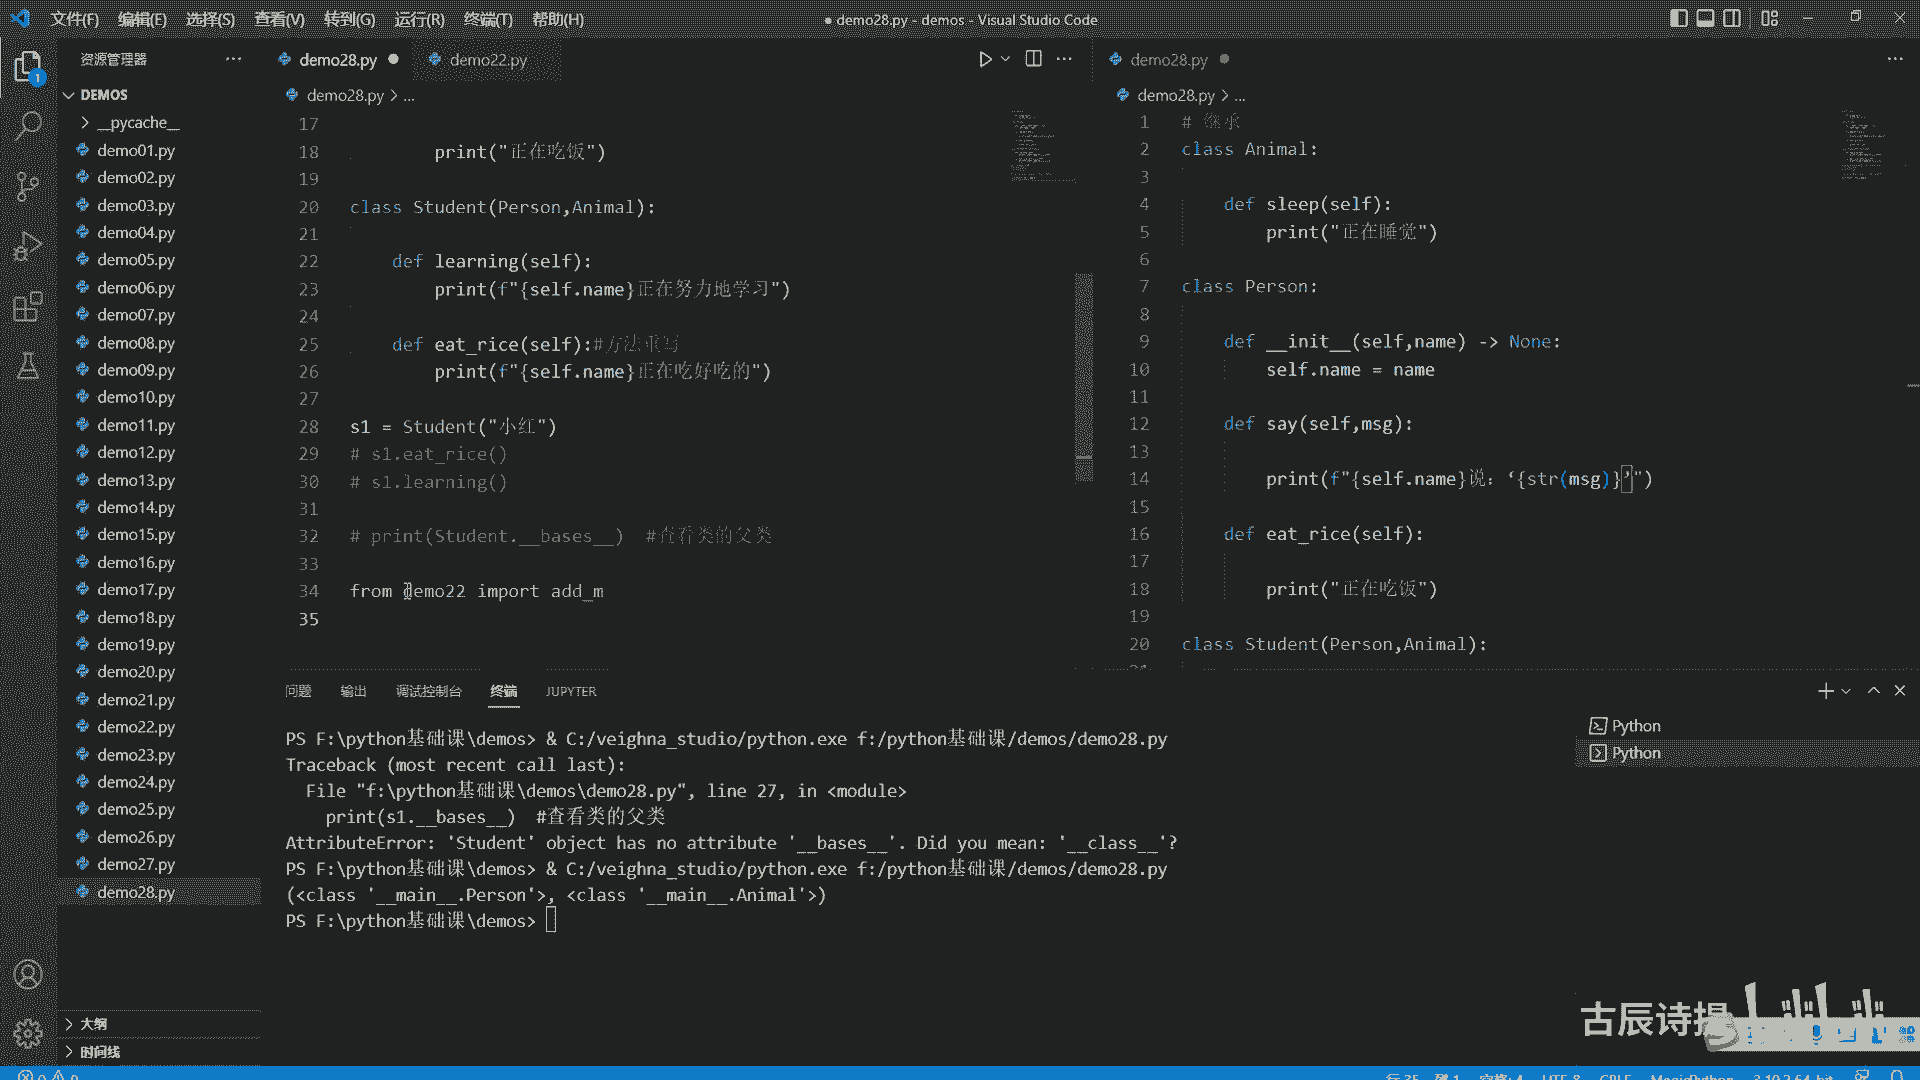 文件(F) 编辑(E) 选择(S) 查看(V) 转到(G) 运行(R) 终端(T) 帮助(H)
● demo28.py - demos - Visual Studio Code
资源管理器
DEMOS
__pycache__
demo01.py
demo02.py
demo03.py
demo04.py
demo05.py
demo06.py
demo07.py
demo08.py
demo09.py
demo10.py
demo11.py
demo12.py
demo13.py
demo14.py
demo15.py
demo16.py
demo17.py
demo18.py
demo19.py
demo20.py
demo21.py
demo22.py
demo23.py
demo24.py
demo25.py
demo26.py
demo27.py
demo28.py
大纲
时间线
demo28.py ● demo22.py
demo28.py > ...
17
18 print("正在吃饭")
19
20 class Student(Person,Animal):
21
22 def learning(self):
23 print(f"{self.name}正在努力地学习")
24
25 def eat_rice(self):#方法重写
26 print(f"{self.name}正在吃好吃的")
27
28 s1 = Student("小红")
29 # s1.eat_rice()
30 # s1.learning()
31
32 # print(Student.__bases__)  #查看类的父类
33
34 from demo22 import add_m
35
demo28.py ●
demo28.py > ...
1 # 继承
2 class Animal:
3
4 def sleep(self):
5 print("正在睡觉")
6
7 class Person:
8
9 def __init__(self,name) -> None:
10 self.name = name
11
12 def say(self,msg):
13
14 print(f"{self.name}说：‘{str(msg)}’")
15
16 def eat_rice(self):
17
18 print("正在吃饭")
19
20 class Student(Person,Animal):
问题 输出 调试控制台 终端 JUPYTER
PS F:\python基础课\demos> & C:/veighna_studio/python.exe f:/python基础课/demos/demo28.py
Traceback (most recent call last):
File "f:\python基础课\demos\demo28.py", line 27, in <module>
print(s1.__bases__)  #查看类的父类
AttributeError: 'Student' object has no attribute '__bases__'. Did you mean: '__class__'?
PS F:\python基础课\demos> & C:/veighna_studio/python.exe f:/python基础课/demos/demo28.py
(<class '__main__.Person'>, <class '__main__.Animal'>)
PS F:\python基础课\demos>
Python
Python
古辰诗提